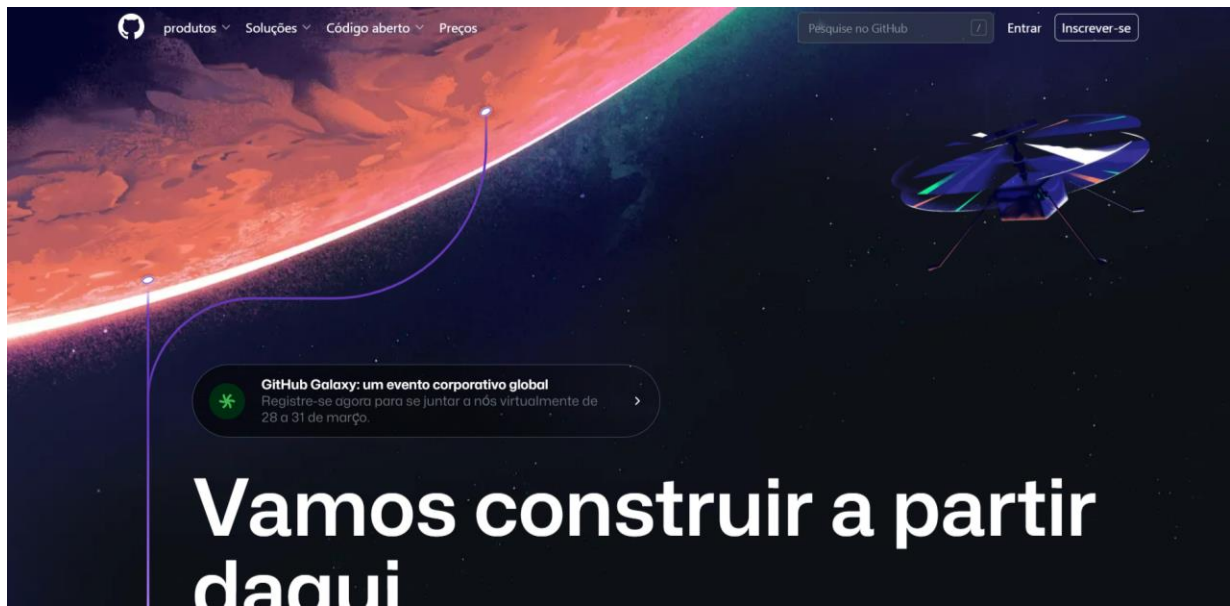 produtos Soluções Código aberto Preços Pesquise no GitHub / Entrar Inscrever-se
GitHub Galaxy: um evento corporativo global
Registre-se agora para se juntar a nós virtualmente de
28 a 31 de março.
Vamos construir a partir
daqui